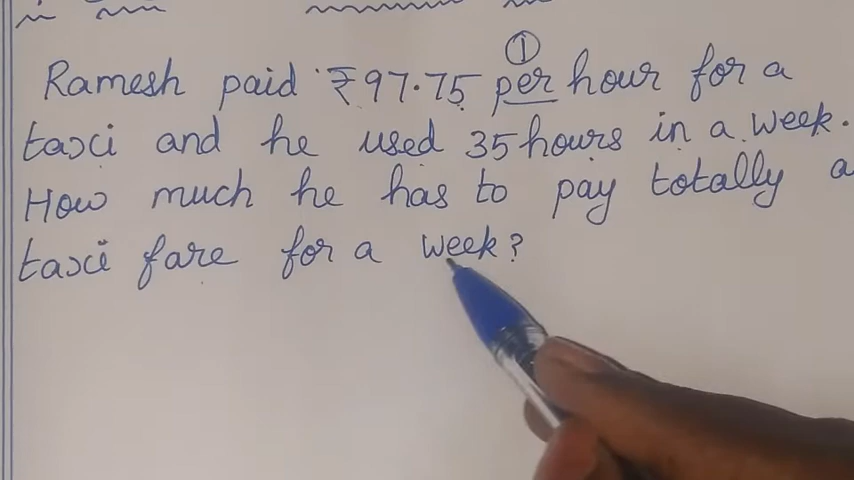 ①
Ramesh paid ₹97.75 per hour for a
taxi and he used 35 hours in a week.
How much he has to pay totally a
taxi fare for a week?